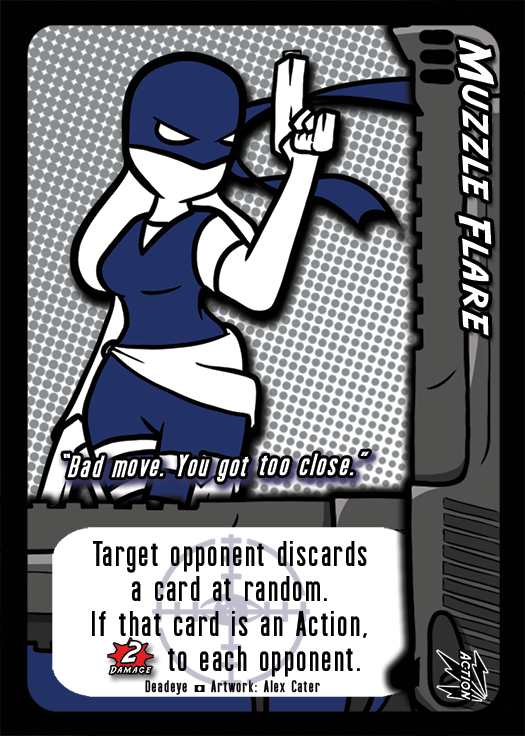 MUZZLE FLARE
"Bad move. You got too close."
Target opponent discards
a card at random.
If that card is an Action,
2 DAMAGE to each opponent.
Deadeye Artwork: Alex Cater
ACTION